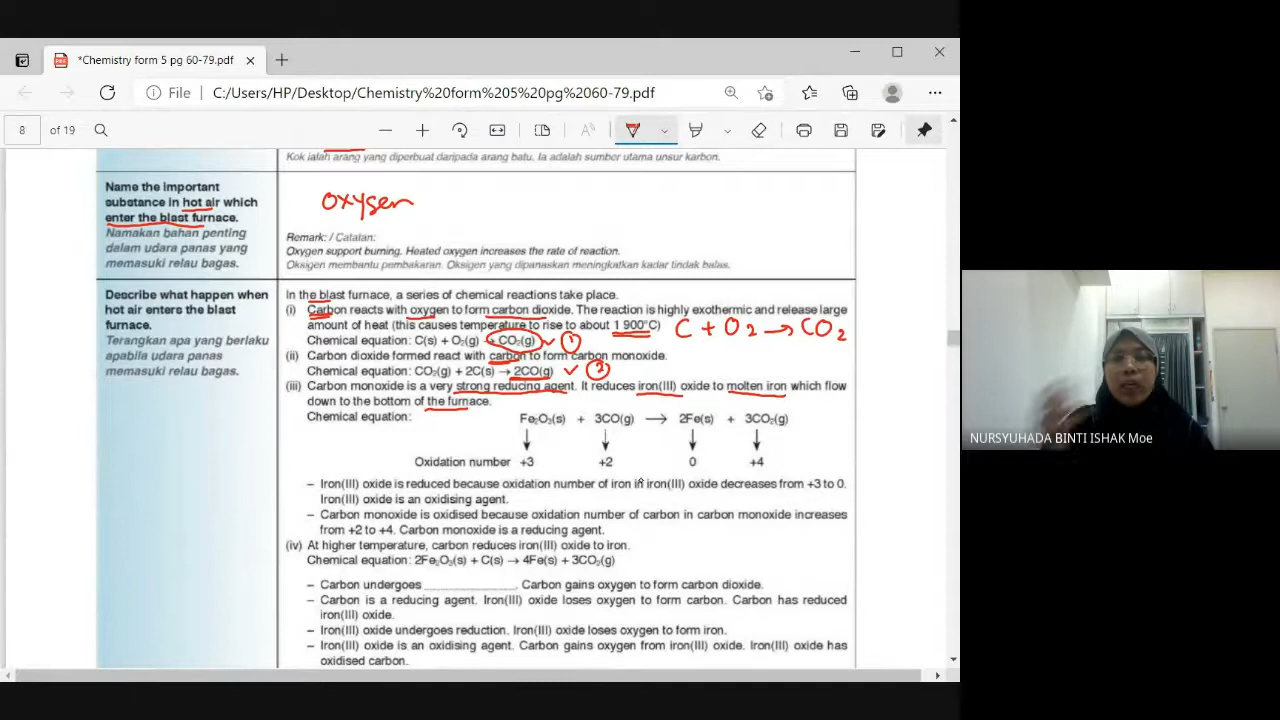 *Chemistry form 5 pg 60-79.pdf
File
C:/Users/HP/Desktop/Chemistry%20form%205%20pg%2060-79.pdf
8 of 19
Kok ialah arang yang diperbuat daripada arang batu. Ia adalah sumber utama unsur karbon.
Name the important
substance in hot air which
enter the blast furnace.
Namakan bahan penting
dalam udara panas yang
memasuki relau bagas.
oxygen
Remark: / Catatan:
Oxygen support burning. Heated oxygen increases the rate of reaction.
Oksigen membantu pembakaran. Oksigen yang dipanaskan meningkatkan kadar tindak balas.
Describe what happen when
hot air enters the blast
furnace.
Terangkan apa yang berlaku
apabila udara panas
memasuki relau bagas.
In the blast furnace, a series of chemical reactions take place.
(i) Carbon reacts with oxygen to form carbon dioxide. The reaction is highly exothermic and release large
amount of heat (this causes temperature to rise to about 1 900°C)
C + O2 → CO2
Chemical equation: C(s) + O₂(g) → CO₂(g) ✓ ①
(ii) Carbon dioxide formed react with carbon to form carbon monoxide.
Chemical equation: CO₂(g) + 2C(s) → 2CO(g) ✓ ②
(iii) Carbon monoxide is a very strong reducing agent. It reduces iron(III) oxide to molten iron which flow
down to the bottom of the furnace.
Chemical equation: Fe₂O₃(s) + 3CO(g) → 2Fe(s) + 3CO₂(g)
Oxidation number +3 +2 0 +4
– Iron(III) oxide is reduced because oxidation number of iron in iron(III) oxide decreases from +3 to 0.
Iron(III) oxide is an oxidising agent.
– Carbon monoxide is oxidised because oxidation number of carbon in carbon monoxide increases
from +2 to +4. Carbon monoxide is a reducing agent.
(iv) At higher temperature, carbon reduces iron(III) oxide to iron.
Chemical equation: 2Fe₂O₃(s) + C(s) → 4Fe(s) + 3CO₂(g)
– Carbon undergoes ____________. Carbon gains oxygen to form carbon dioxide.
– Carbon is a reducing agent. Iron(III) oxide loses oxygen to form carbon. Carbon has reduced
iron(III) oxide.
– Iron(III) oxide undergoes reduction. Iron(III) oxide loses oxygen to form iron.
– Iron(III) oxide is an oxidising agent. Carbon gains oxygen from iron(III) oxide. Iron(III) oxide has
oxidised carbon.
NURSYUHADA BINTI ISHAK Moe